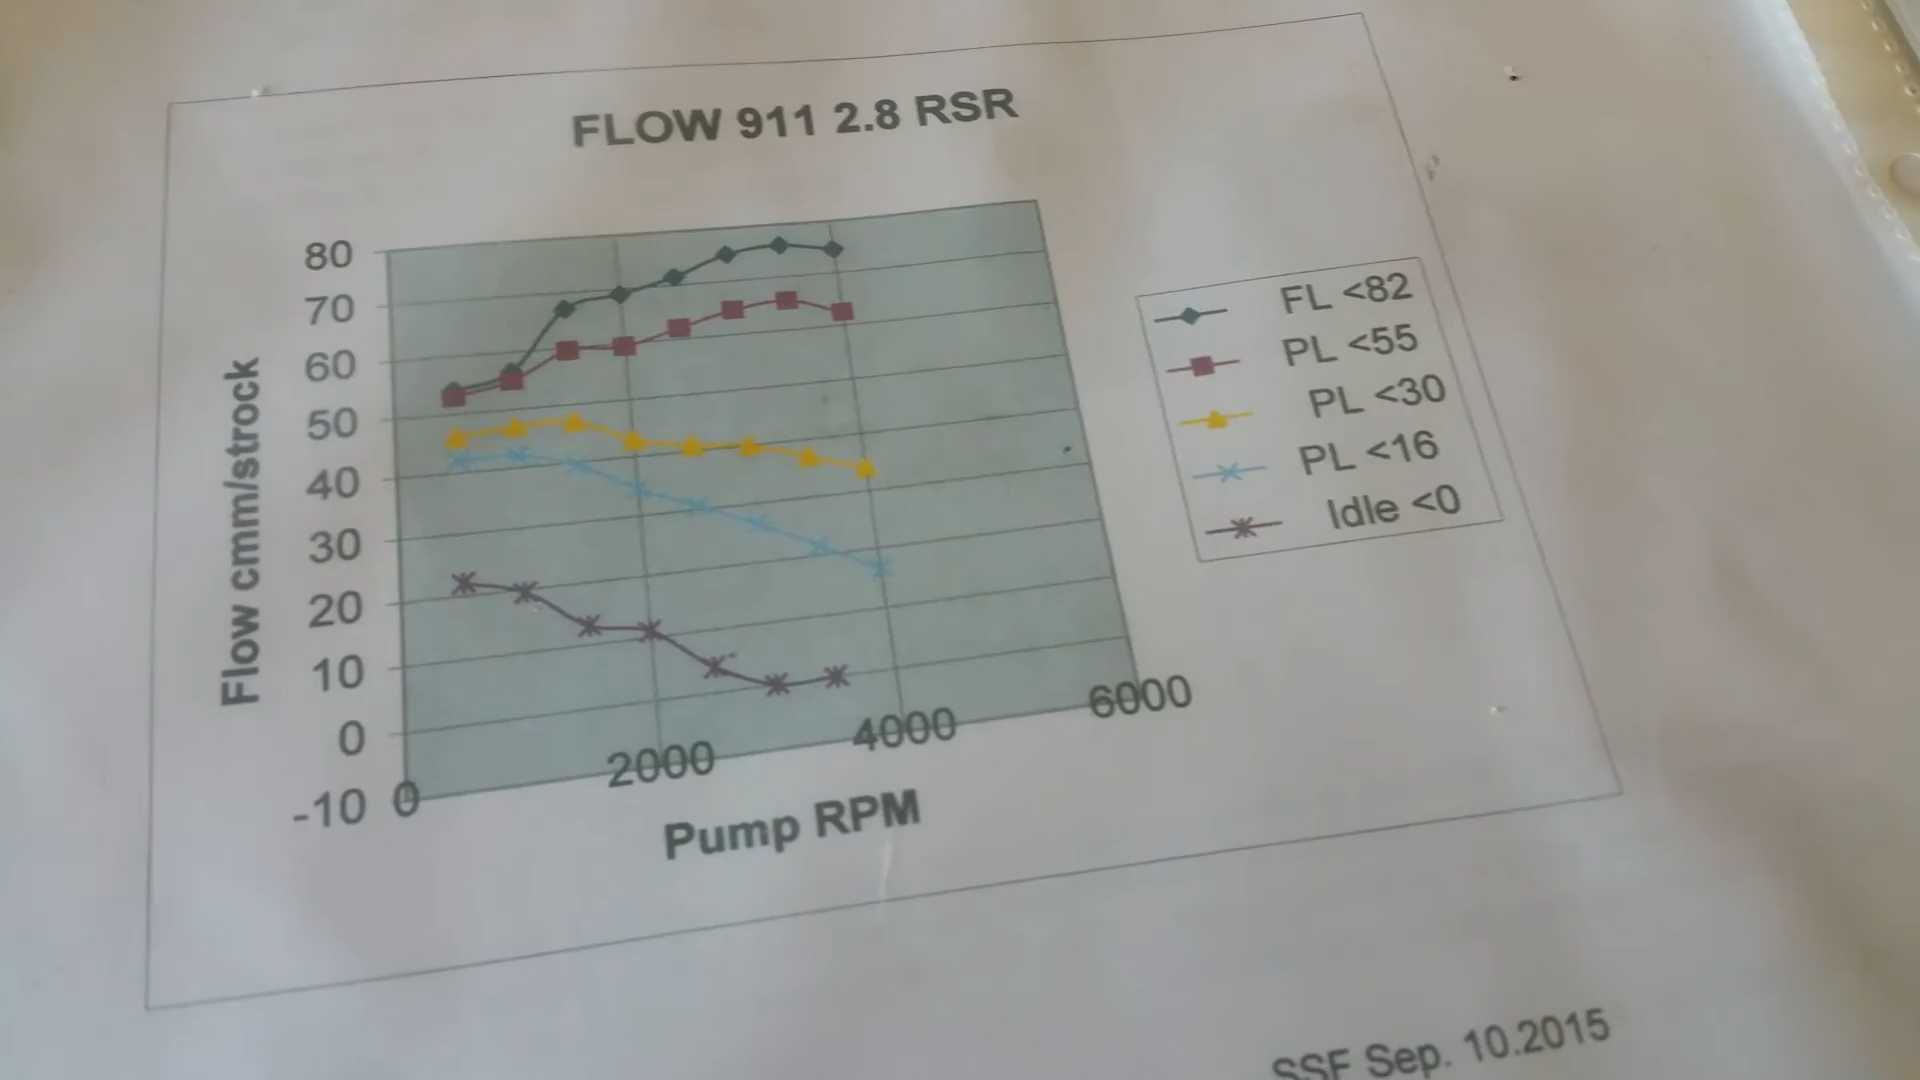 FLOW 911 2.8 RSR
80
70
60
50
40
30
20
10
0
-10
Flow cmm/strock
0
2000
4000
6000
Pump RPM
FL <82
PL <55
PL <30
PL <16
Idle <0
SSF Sep. 10.2015